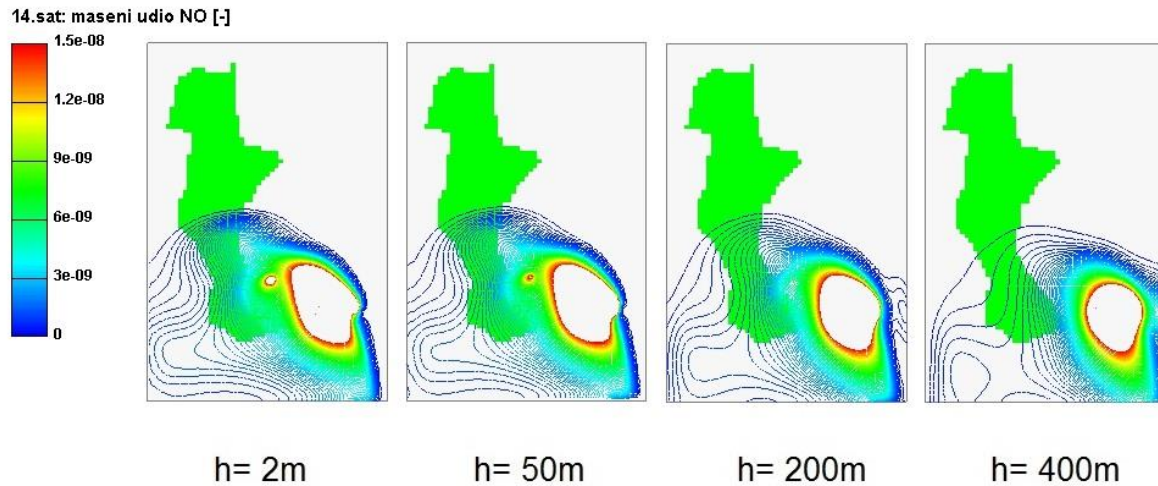 14.sat: maseni udio NO [-]
1.5e-08
1.2e-08
9e-09
6e-09
3e-09
0
h= 2m
h= 50m
h= 200m
h= 400m